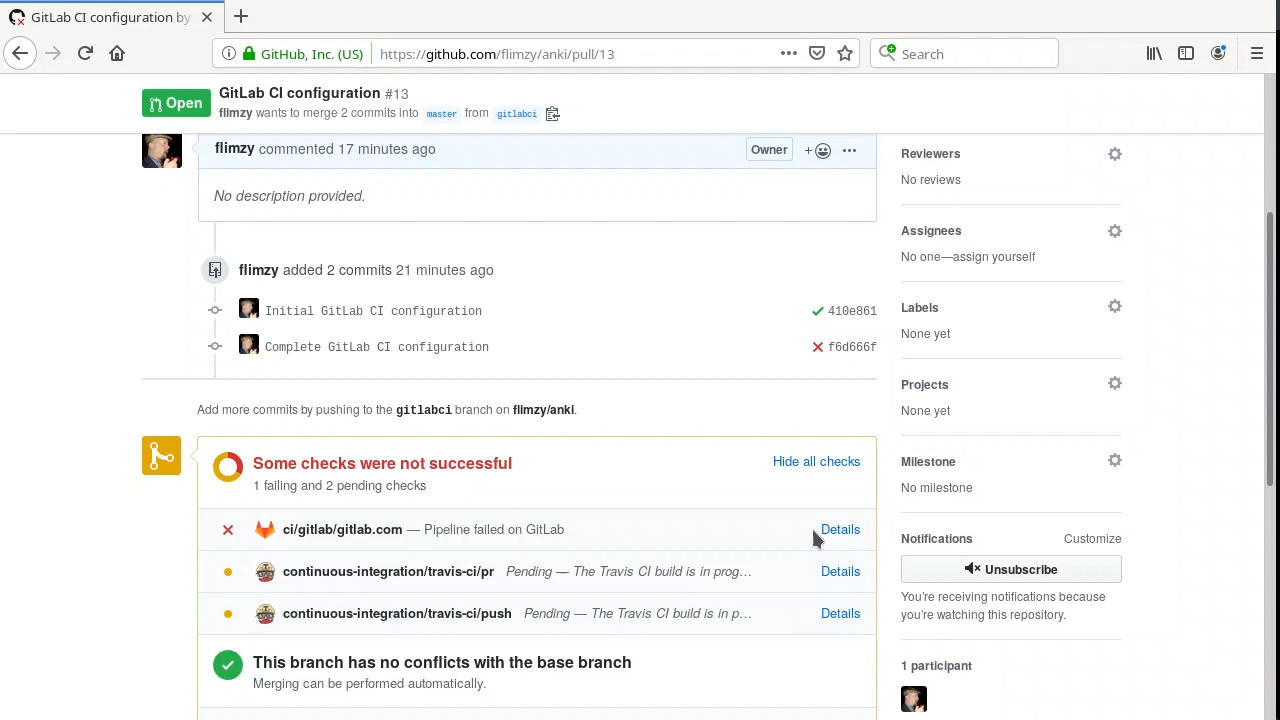 GitLab CI configuration by
GitHub, Inc. (US)
https://github.com/flimzy/anki/pull/13
Search
Open
GitLab CI configuration #13
flimzy wants to merge 2 commits into master from gitlabci
flimzy commented 17 minutes ago
Owner
No description provided.
flimzy added 2 commits 21 minutes ago
Initial GitLab CI configuration
410e861
Complete GitLab CI configuration
f6d666f
Add more commits by pushing to the gitlabci branch on flimzy/anki.
Some checks were not successful
Hide all checks
1 failing and 2 pending checks
ci/gitlab/gitlab.com — Pipeline failed on GitLab
Details
continuous-integration/travis-ci/pr Pending — The Travis CI build is in prog…
Details
continuous-integration/travis-ci/push Pending — The Travis CI build is in p…
Details
This branch has no conflicts with the base branch
Merging can be performed automatically.
Reviewers
No reviews
Assignees
No one—assign yourself
Labels
None yet
Projects
None yet
Milestone
No milestone
Notifications
Customize
Unsubscribe
You're receiving notifications because
you're watching this repository.
1 participant